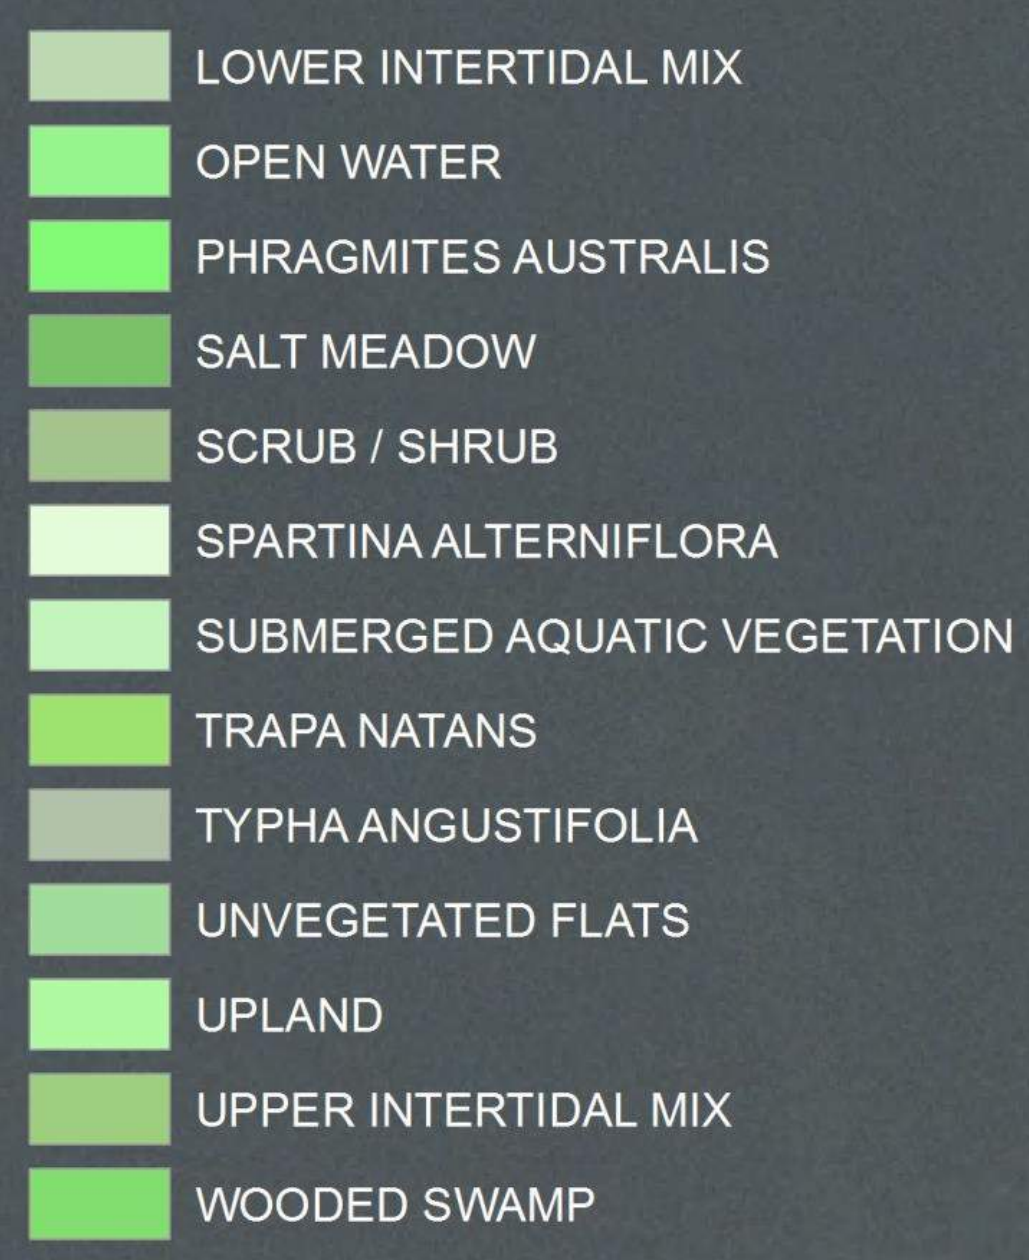 LOWER INTERTIDAL MIX
OPEN WATER
PHRAGMITES AUSTRALIS
SALT MEADOW
SCRUB / SHRUB
SPARTINA ALTERNIFLORA
SUBMERGED AQUATIC VEGETATION
TRAPA NATANS
TYPHA ANGUSTIFOLIA
UNVEGETATED FLATS
UPLAND
UPPER INTERTIDAL MIX
WOODED SWAMP